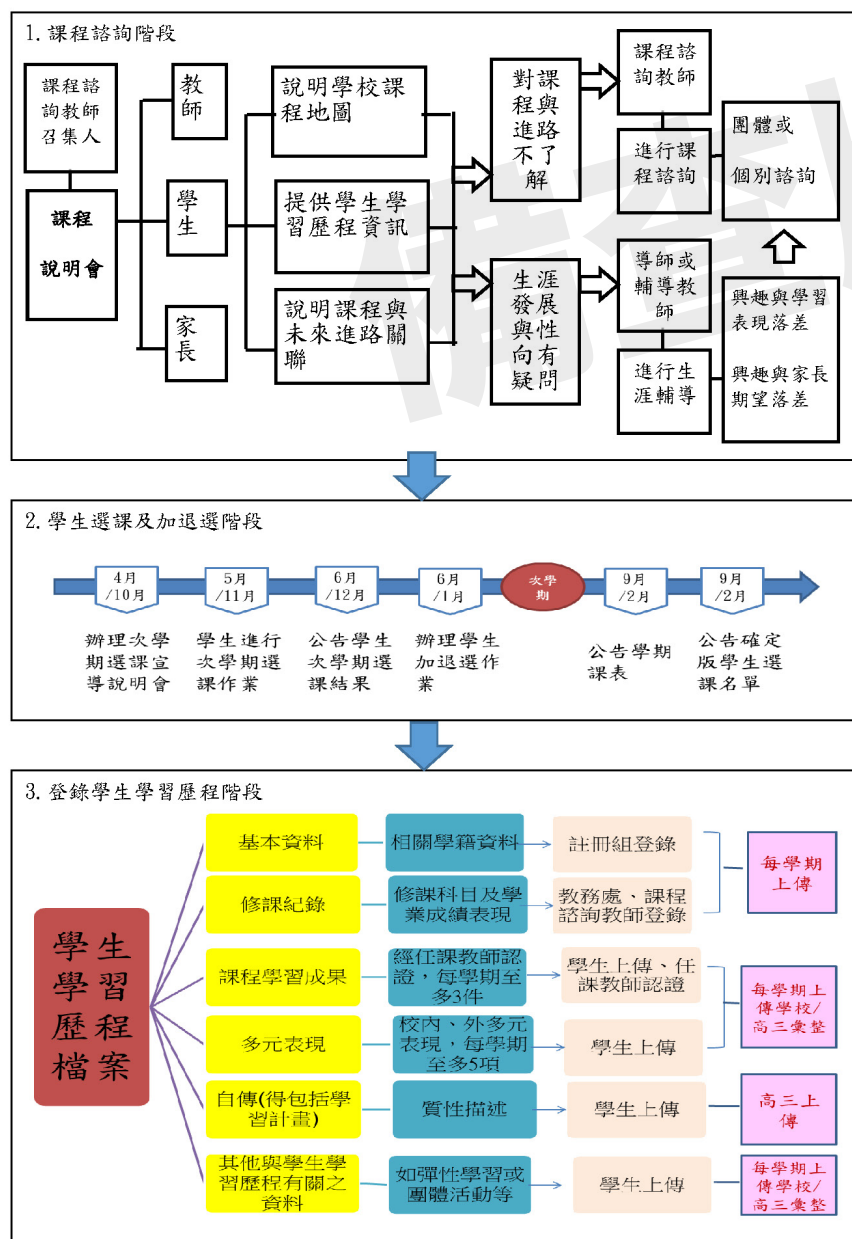 1.課程諮詢階段
課程諮
詢教師
召集人
課程
說明會
教
師
學
生
家
長
說明學校課
程地圖
提供學生學
習歷程資訊
說明課程與
未來進路關
聯
對課
程與
進路
不了
解
生涯
發展
與性
向有
疑問
課程諮
詢教師
進行課
程諮詢
導師或
輔導教
師
進行生
涯輔導
團體或
個別諮詢
興趣與學習
表現落差
興趣與家長
期望落差
備查
2.學生選課及加退選階段
4月
/10月
5月
/11月
6月
/12月
6月
/1月
次學
期
9月
/2月
9月
/2月
辦理次學
期選課宣
導說明會
學生進行
次學期選
課作業
公告學生
次學期選
課結果
辦理學生
加退選作
業
公告學期
課表
公告確定
版學生選
課名單
3.登錄學生學習歷程階段
學生
學習
歷程
檔案
基本資料
相關學籍資料
註冊組登錄
修課紀錄
修課科目及學
業成績表現
教務處、課程
諮詢教師登錄
每學期
上傳
課程學習成果
經任課教師認
證，每學期至
多3件
學生上傳、任
課教師認證
多元表現
校內、外多元
表現，每學期
至多5項
學生上傳
每學期上
傳學校/
高三彙整
自傳(得包括學
習計畫)
質性描述
學生上傳
高三上
傳
其他與學生學
習歷程有關之
資料
如彈性學習或
團體活動等
學生上傳
每學期上
傳學校/
高三彙整